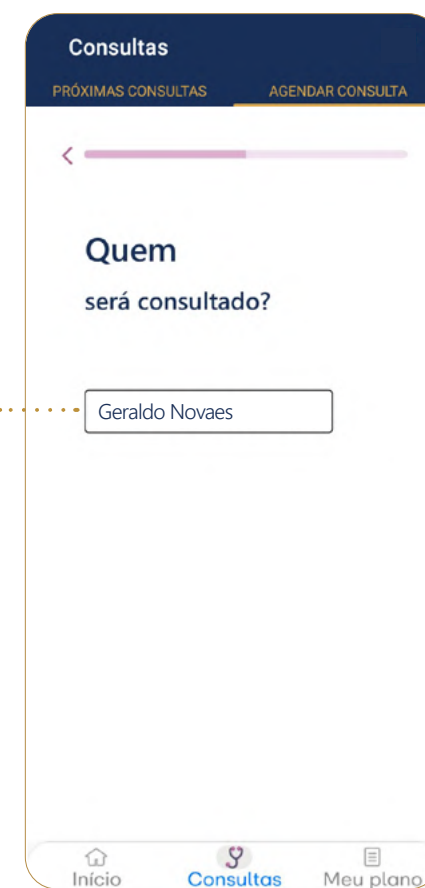 Consultas
PRÓXIMAS CONSULTAS AGENDAR CONSULTA
Quem
será consultado?
Geraldo Novaes
Início Consultas Meu plano